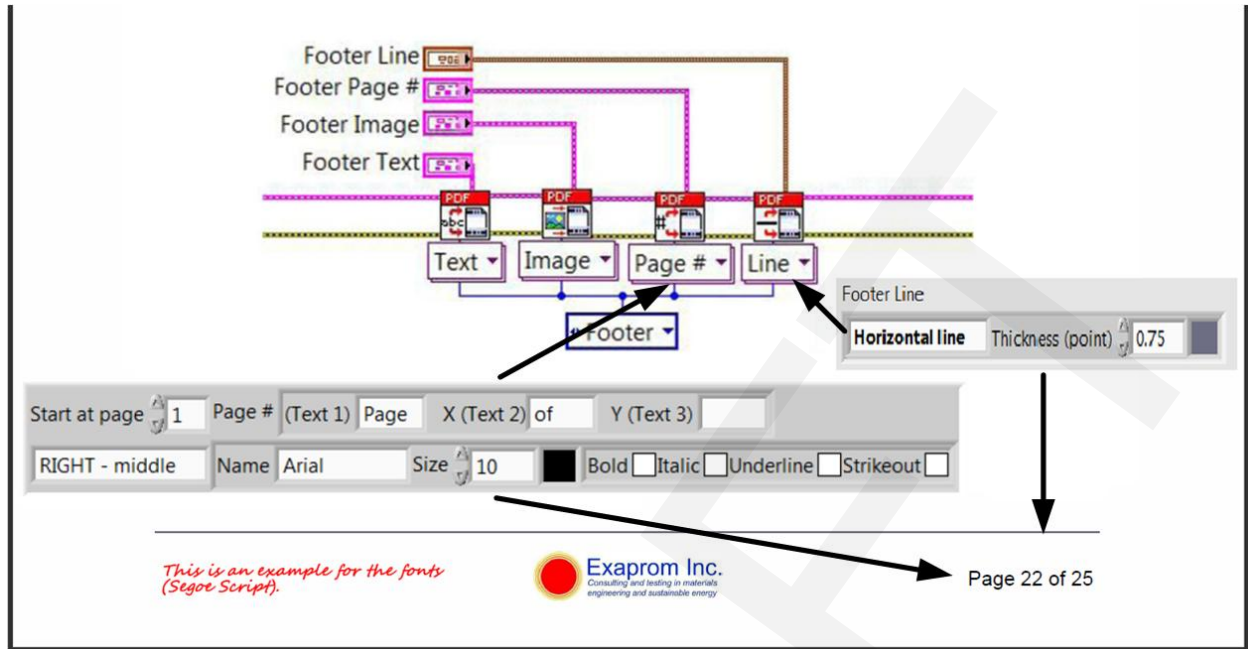 Footer Line
Footer Page #
Footer Image
Footer Text
PDF PDF PDF PDF
abc #
Text Image Page # Line
Footer
Footer Line
Horizontal line Thickness (point) 0.75
Start at page 1 Page # (Text 1) Page X (Text 2) of Y (Text 3)
RIGHT - middle Name Arial Size 10 Bold Italic Underline Strikeout
This is an example for the fonts
(Segoe Script).
Exaprom Inc.
Consulting and testing in materials
engineering and sustainable energy
Page 22 of 25